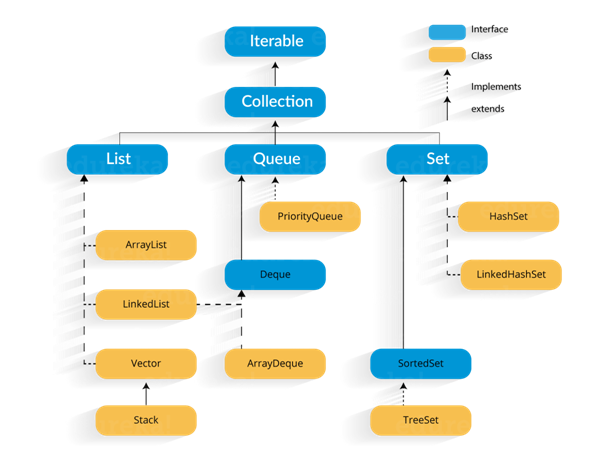 Iterable
Interface
Class
Collection
Implements
extends
List
Queue
Set
PriorityQueue
HashSet
ArrayList
Deque
LinkedHashSet
LinkedList
Vector
ArrayDeque
SortedSet
Stack
TreeSet